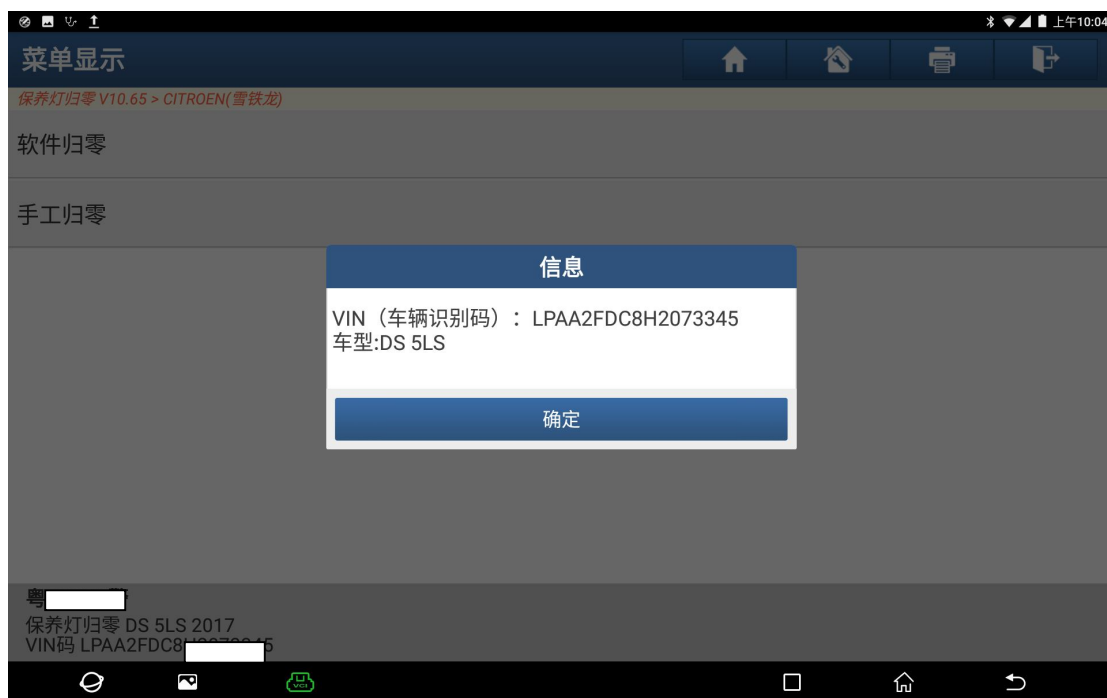 上午10:04
菜单显示
保养灯归零 V10.65 > CITROEN(雪铁龙)
软件归零
手工归零
信息
VIN（车辆识别码）：LPAA2FDC8H2073345
车型:DS 5LS
确定
粤
保养灯归零 DS 5LS 2017
VIN码 LPAA2FDC8
5
VCI